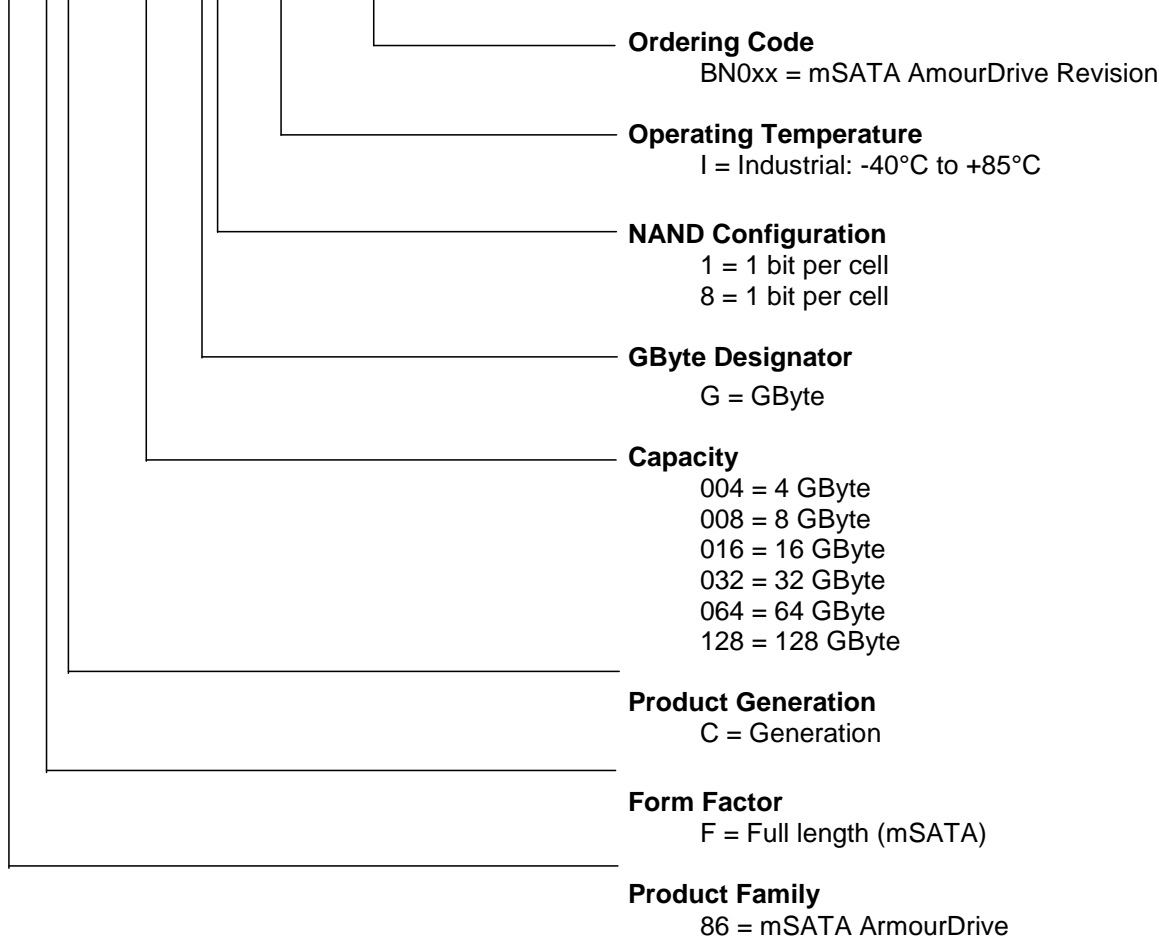 Ordering Code
BN0xx = mSATA AmourDrive Revision
Operating Temperature
I = Industrial: -40°C to +85°C
NAND Configuration
1 = 1 bit per cell
8 = 1 bit per cell
GByte Designator
G = GByte
Capacity
004 = 4 GByte
008 = 8 GByte
016 = 16 GByte
032 = 32 GByte
064 = 64 GByte
128 = 128 GByte
Product Generation
C = Generation
Form Factor
F = Full length (mSATA)
Product Family
86 = mSATA ArmourDrive